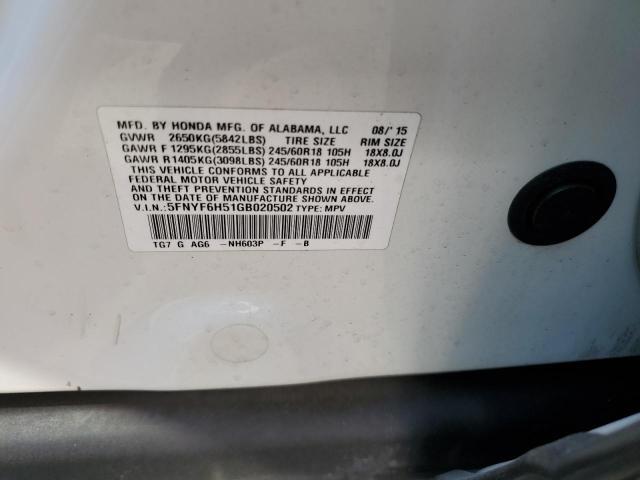 MFD. BY HONDA MFG. OF ALABAMA, LLC 08/'15
GVWR 2650KG(5842LBS) TIRE SIZE RIM SIZE
GAWR F 1295KG(2855LBS) 245/60R18 105H 18X8.0J
GAWR R 1405KG(3098LBS) 245/60R18 105H 18X8.0J
THIS VEHICLE CONFORMS TO ALL APPLICABLE
FEDERAL MOTOR VEHICLE SAFETY
AND THEFT PREVENTION STANDARDS IN EFFECT
ON THE DATE OF MANUFACTURE SHOWN ABOVE.
V.I.N.:5FNYF6H51GB020502 TYPE: MPV
TG7 G AG6 -NH603P -F -B